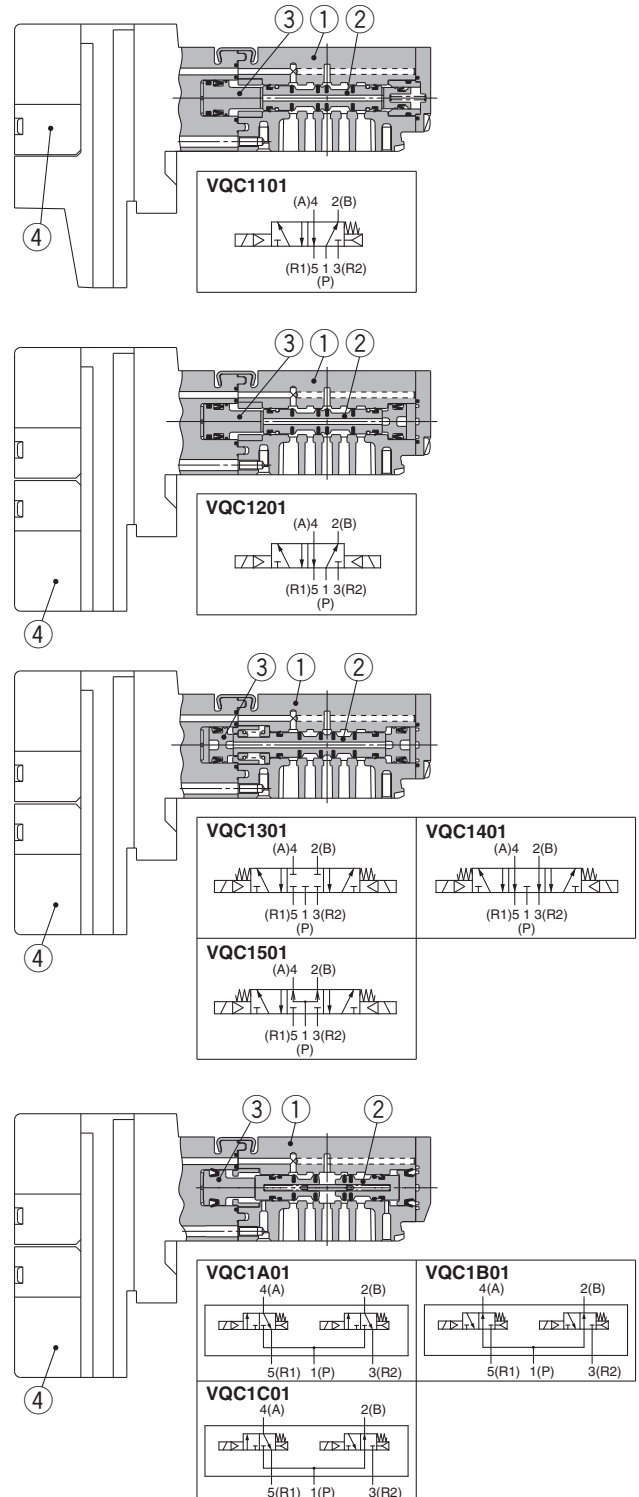 ③ ① ②
④
VQC1101
(A)4 2(B)
(R1)5 1 3(R2)
(P)
③ ① ②
VQC1201
(A)4 2(B)
(R1)5 1 3(R2)
(P)
④
③ ① ②
VQC1301
(A)4 2(B)
(R1)5 1 3(R2)
(P)
VQC1401
(A)4 2(B)
(R1)5 1 3(R2)
(P)
④
VQC1501
(A)4 2(B)
(R1)5 1 3(R2)
(P)
③ ① ②
VQC1A01
4(A) 2(B)
5(R1) 1(P) 3(R2)
VQC1B01
4(A) 2(B)
5(R1) 1(P) 3(R2)
④
VQC1C01
4(A) 2(B)
5(R1) 1(P) 3(R2)